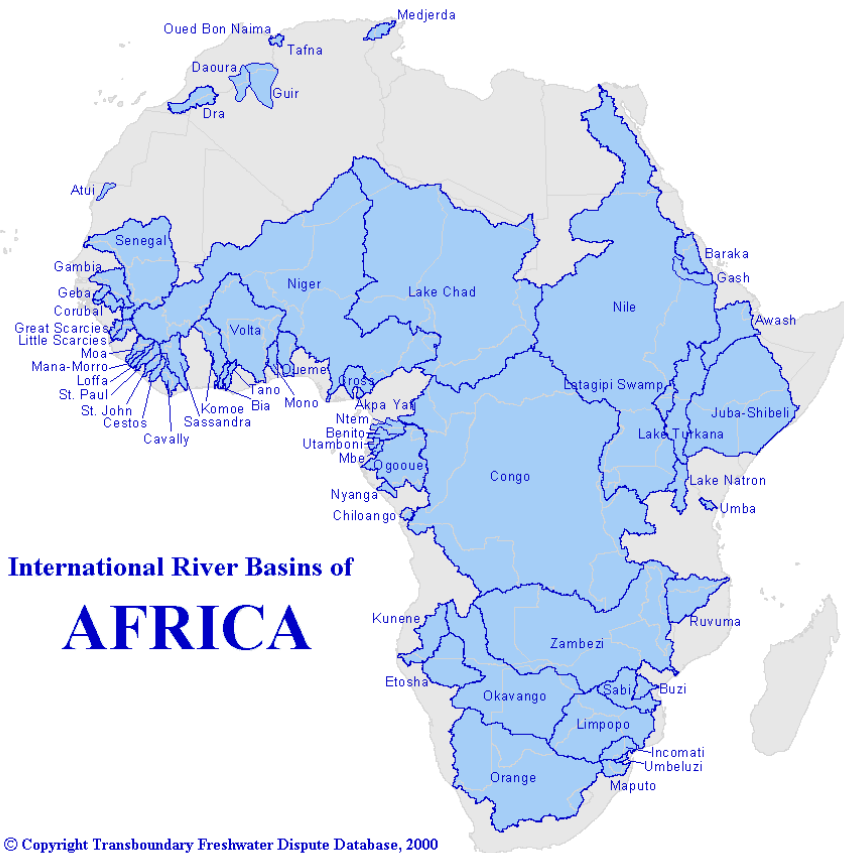 Medjerda
Oued Bon Naima
Tafna
Daoura
Guir
Dra
Atui
Senegal
Baraka
Gambia
Gash
Niger
Geba
Lake Chad
Nile
Corubal
Awash
Great Scarcies
Volta
Little Scarcies
Moa
Oueme
Mana-Morro
Cross
Latagipi Swamp
Loffa
Tano
St. Paul
Mono
Akpa Yafi
Juba-Shibeli
St. John
Komoe
Bia
Cestos
Sassandra
Ntem
Benito
Lake Turkana
Cavally
Utamboni
Mbe
Ogooue
Congo
Lake Natron
Nyanga
Umba
Chiloango
International River Basins of
AFRICA
Kunene
Ruvuma
Zambezi
Etosha
Okavango
Sabi
Buzi
Limpopo
Incomati
Umbeluzi
Orange
Maputo
© Copyright Transboundary Freshwater Dispute Database, 2000